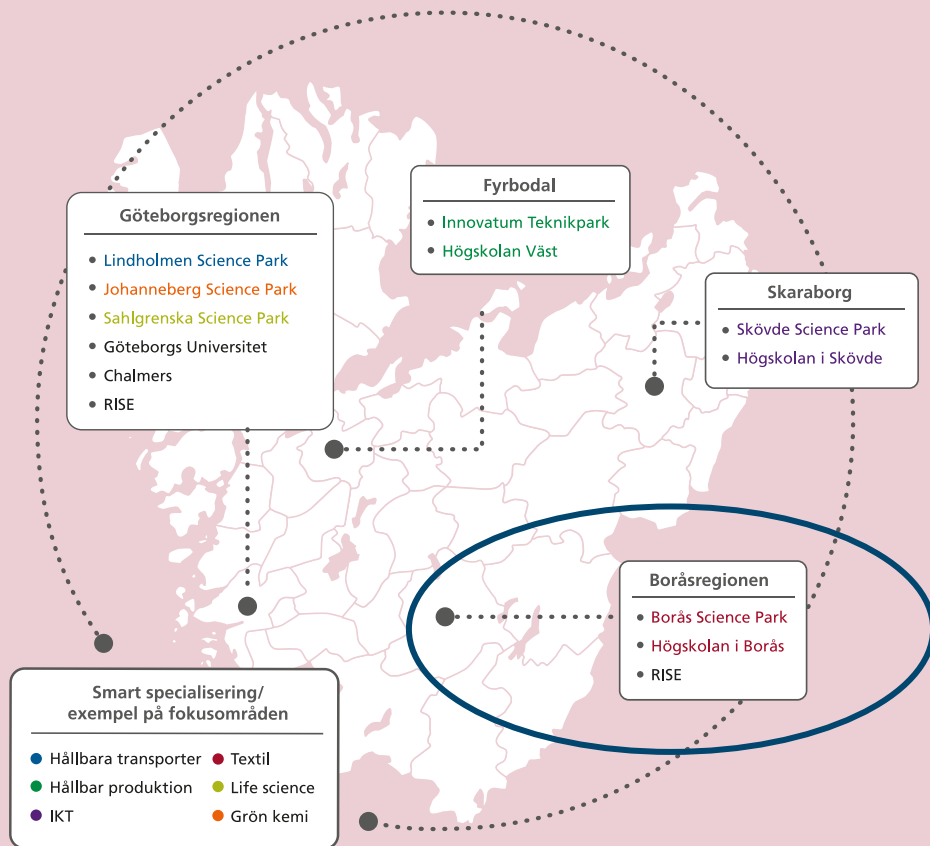 Fyrbodal
Innovatum Teknikpark
Högskolan Väst
Göteborgsregionen
Lindholmen Science Park
Johanneberg Science Park
Sahlgrenska Science Park
Göteborgs Universitet
Chalmers
RISE
Skaraborg
Skövde Science Park
Högskolan i Skövde
Boråsregionen
Borås Science Park
Högskolan i Borås
RISE
Smart specialisering/
exempel på fokusområden
Hållbara transporter
Hållbar produktion
IKT
Textil
Life science
Grön kemi